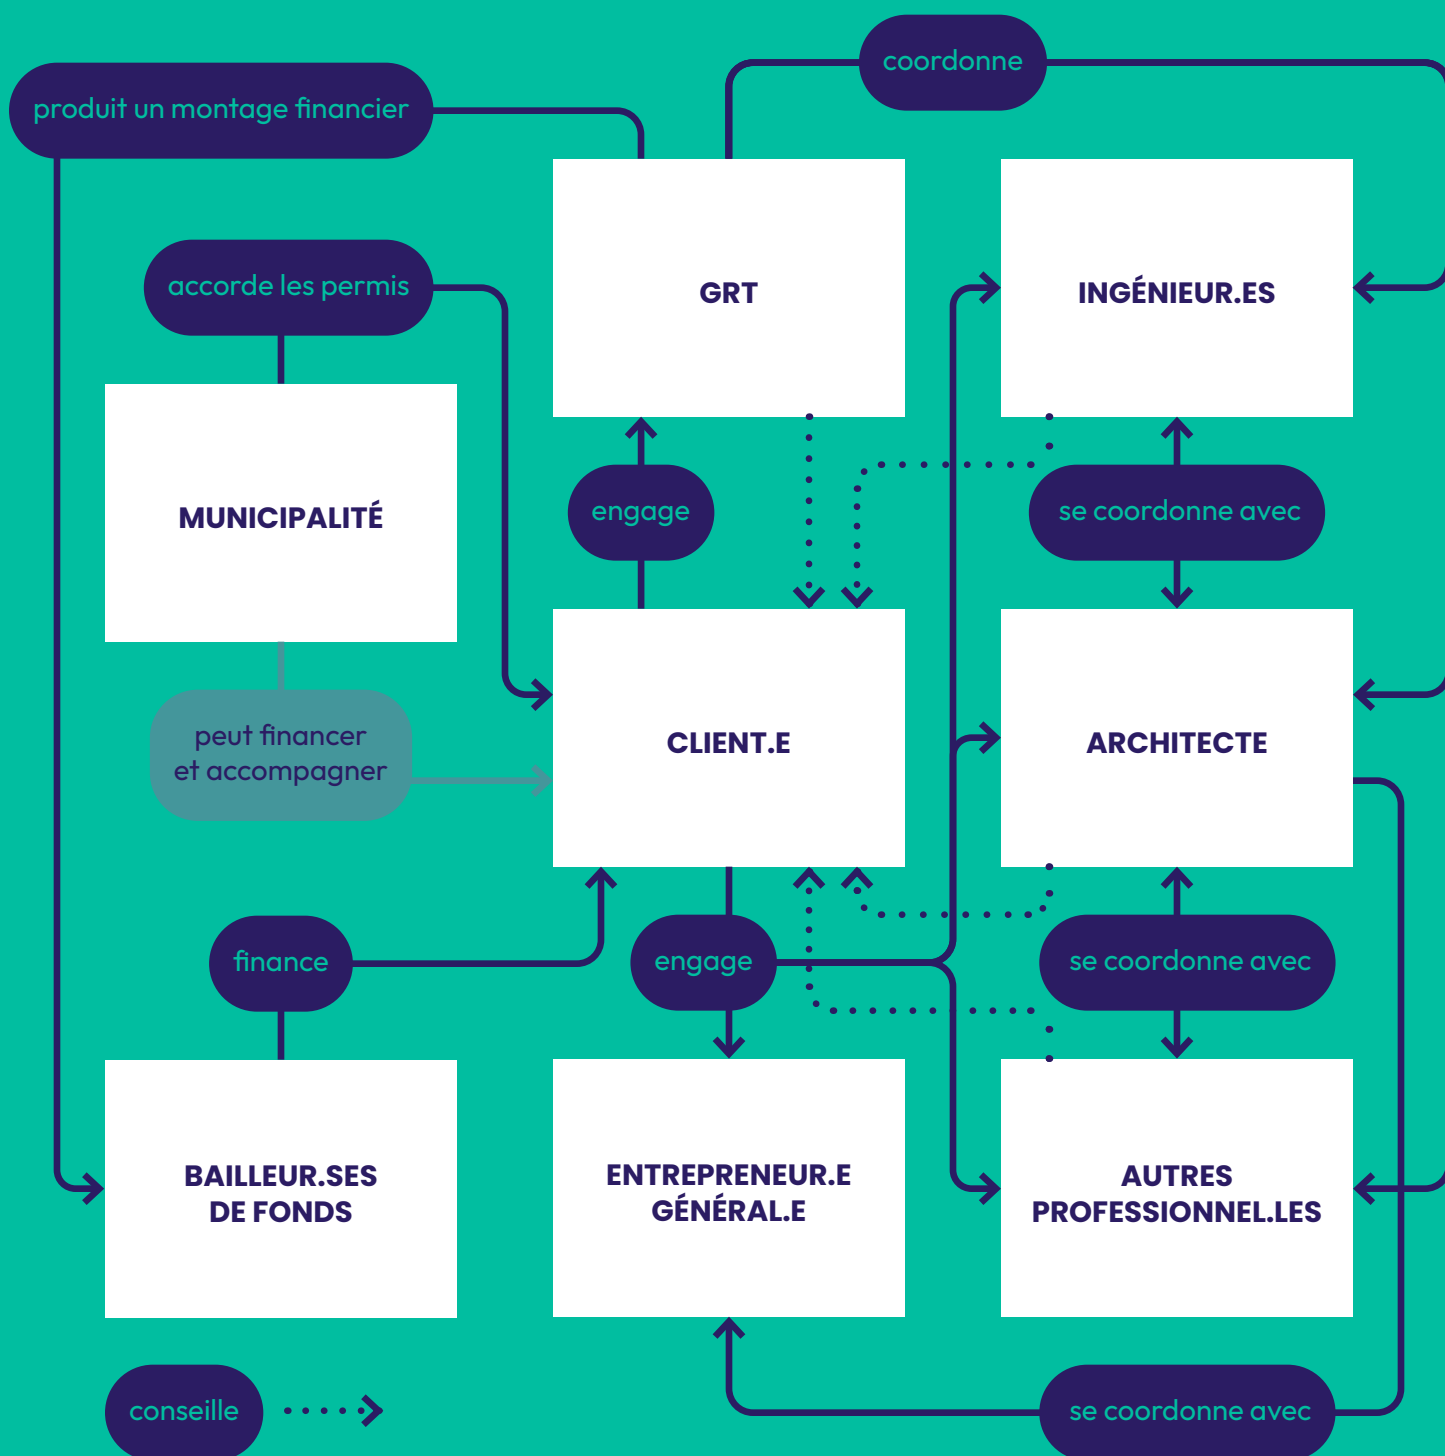 coordonne
produit un montage financier
GRT
INGÉNIEUR.ES
accorde les permis
MUNICIPALITÉ
engage
se coordonne avec
peut financer
et accompagner
CLIENT.E
ARCHITECTE
finance
engage
se coordonne avec
BAILLEUR.SES
DE FONDS
ENTREPRENEUR.E
GÉNÉRAL.E
AUTRES
PROFESSIONNEL.LES
conseille
se coordonne avec